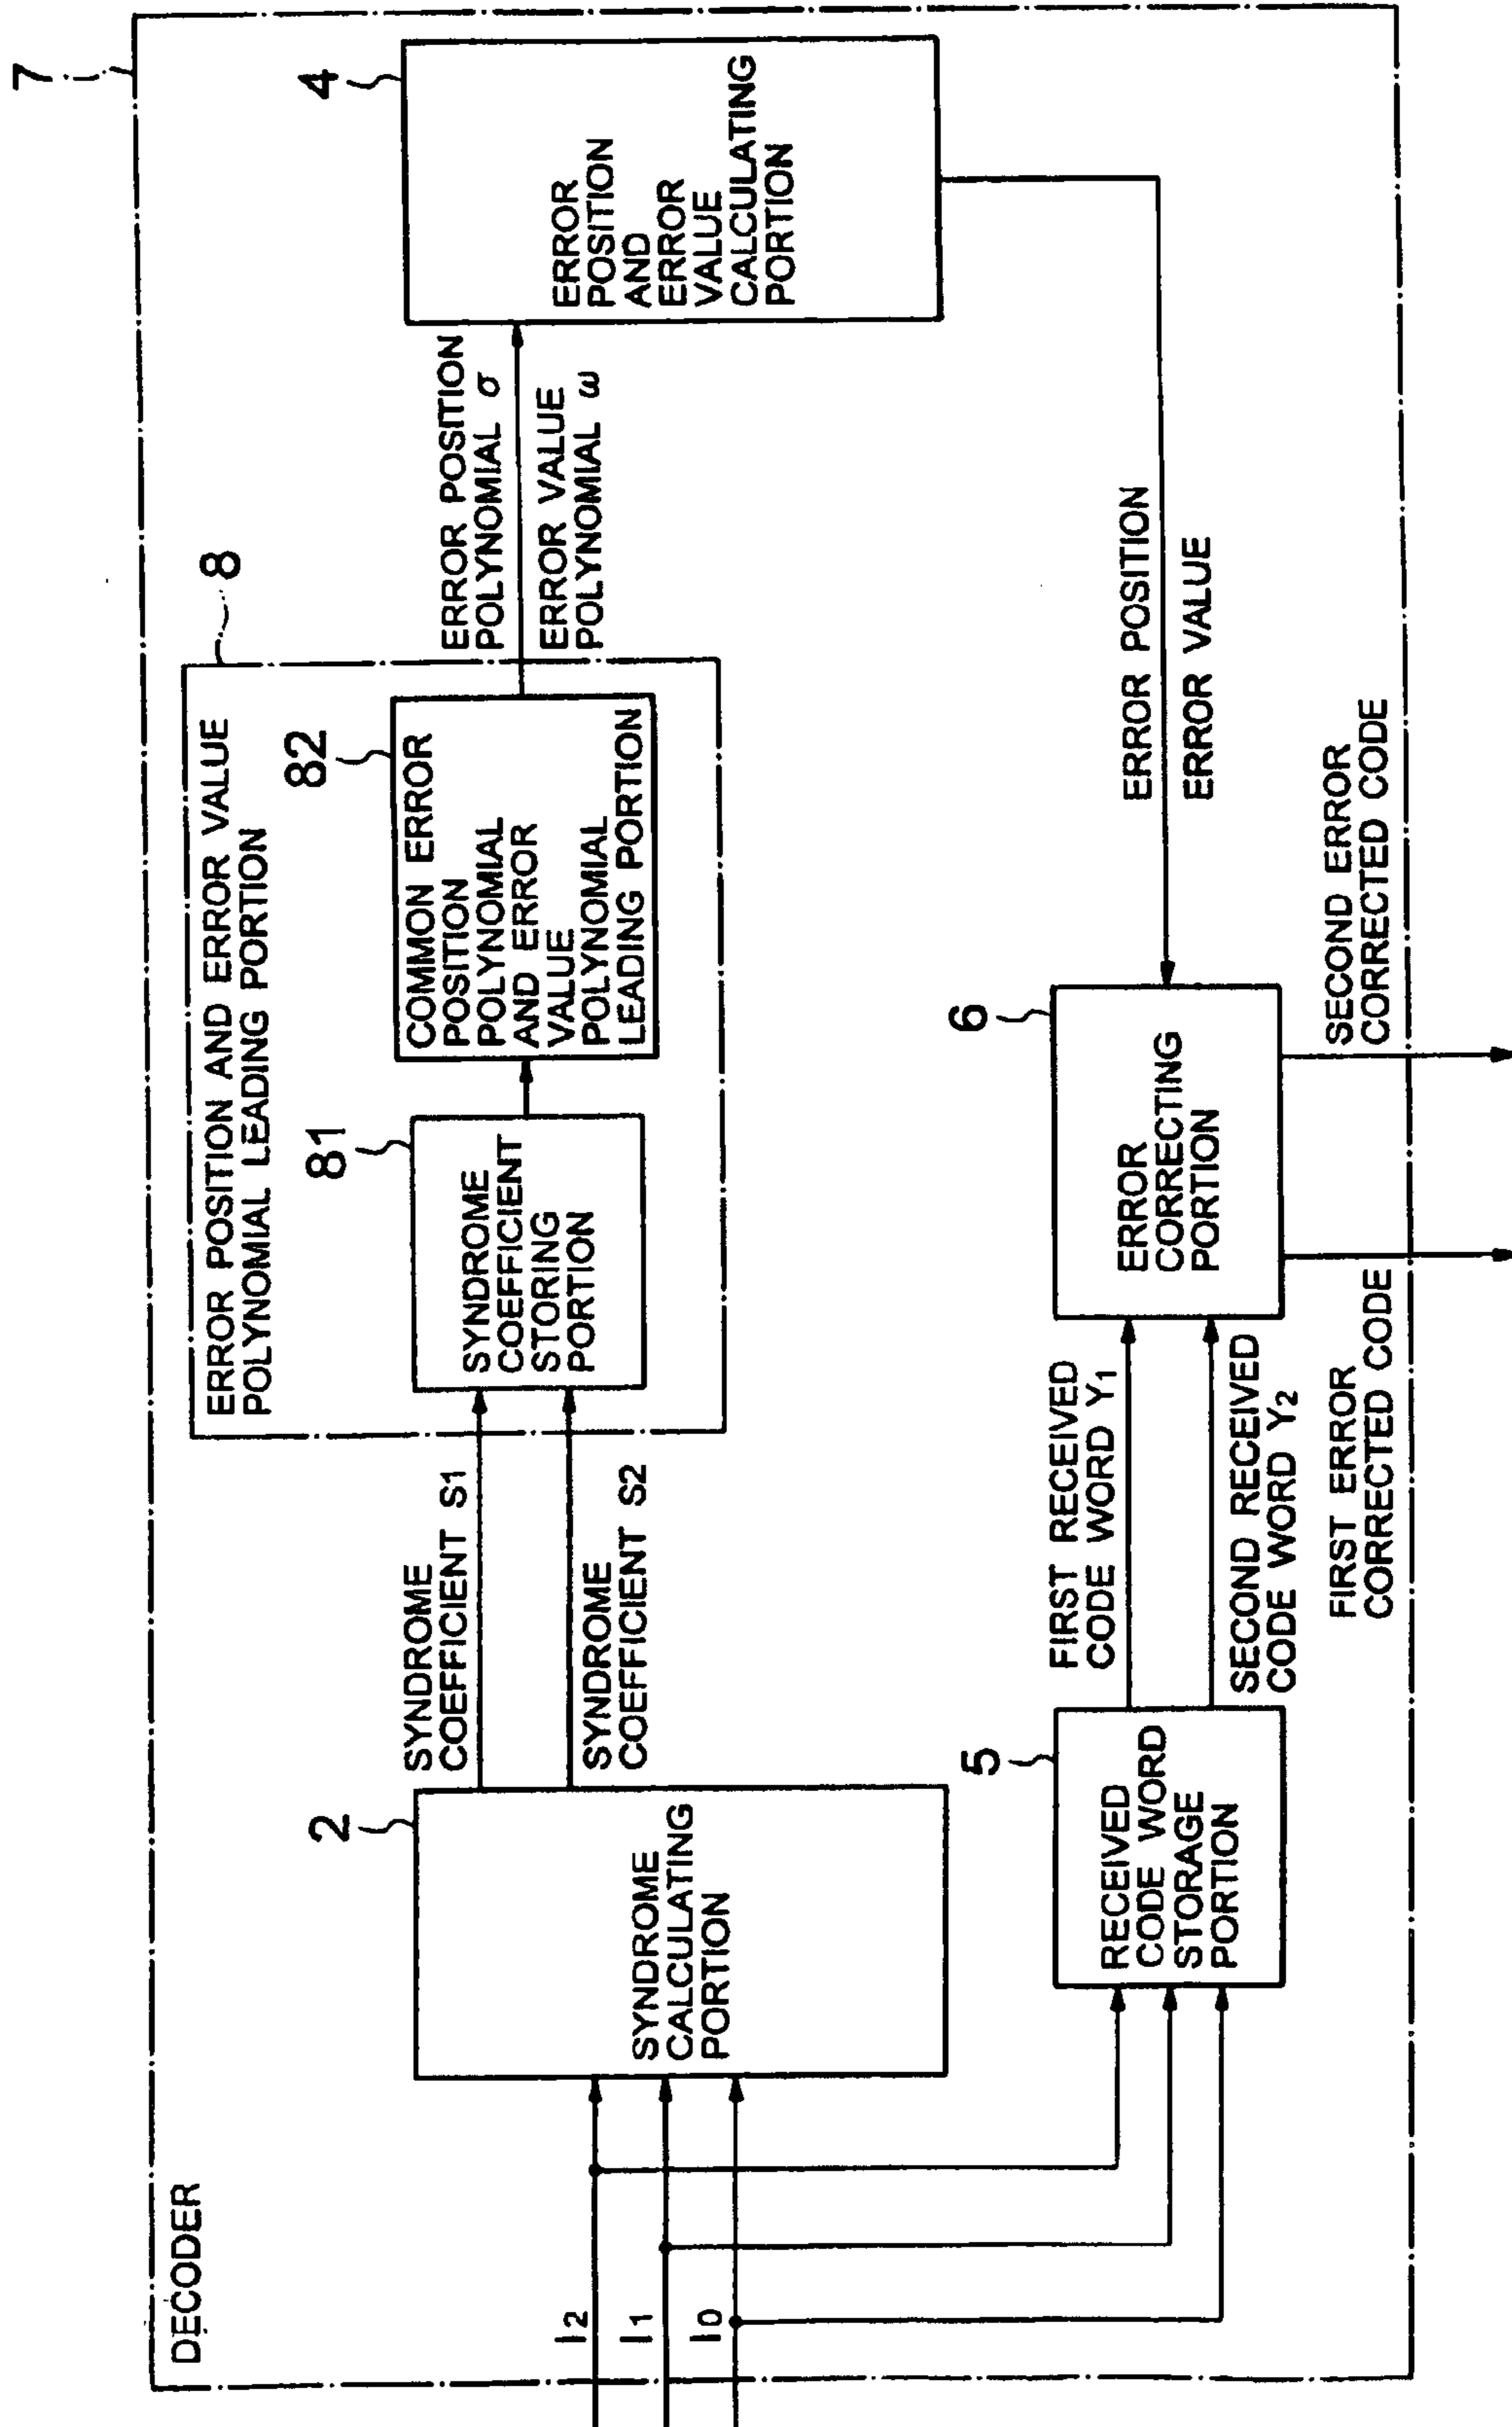 7
DECODER
I2
I1
I0
2
SYNDROME
CALCULATING
PORTION
SYNDROME
COEFFICIENT S1
SYNDROME
COEFFICIENT S2
8
ERROR POSITION AND ERROR VALUE
POLYNOMIAL LEADING PORTION
81
SYNDROME
COEFFICIENT
STORING
PORTION
82
COMMON ERROR
POSITION
POLYNOMIAL
AND ERROR
VALUE
POLYNOMIAL
LEADING PORTION
ERROR POSITION
POLYNOMIAL σ
ERROR VALUE
POLYNOMIAL ω
4
ERROR
POSITION
AND
ERROR
VALUE
CALCULATING
PORTION
5
RECEIVED
CODE WORD
STORAGE
PORTION
FIRST RECEIVED
CODE WORD Y1
SECOND RECEIVED
CODE WORD Y2
6
ERROR
CORRECTING
PORTION
ERROR POSITION
ERROR VALUE
FIRST ERROR
CORRECTED CODE
SECOND ERROR
CORRECTED CODE